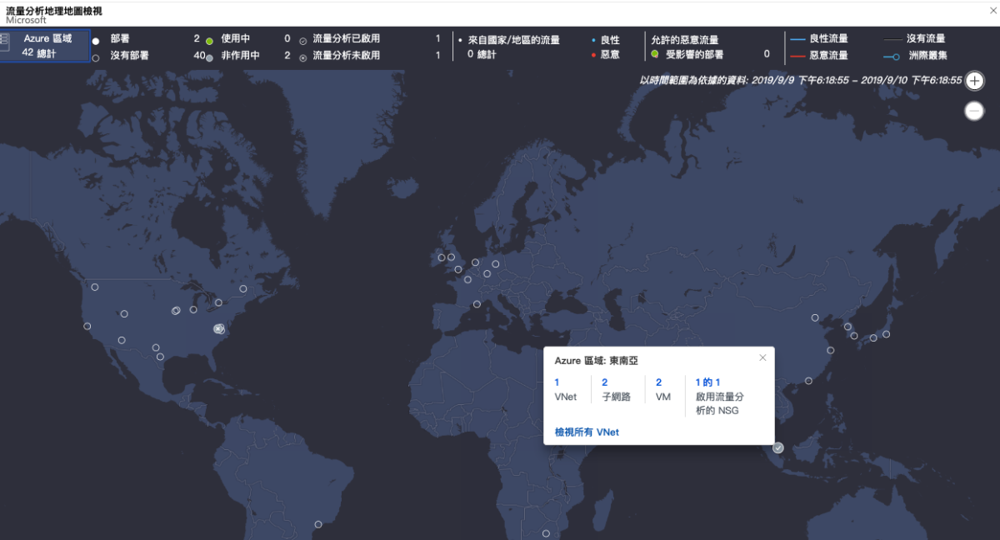 流量分析地理地圖檢視
Microsoft
Azure 區域
42 總計
部署 2
沒有部署 40
使用中 0
非作用中 2
流量分析已啟用 1
流量分析未啟用 1
來自國家/地區的流量
0 總計
良性
惡意
允許的惡意流量
受影響的部署 0
良性流量
惡意流量
沒有流量
洲際叢集
以時間範圍為依據的資料: 2019/9/9 下午6:18:55 – 2019/9/10 下午6:18:55
Azure 區域: 東南亞
1 2 2 1 的 1
VNet 子網路 VM 啟用流量分
析的 NSG
檢視所有 VNet